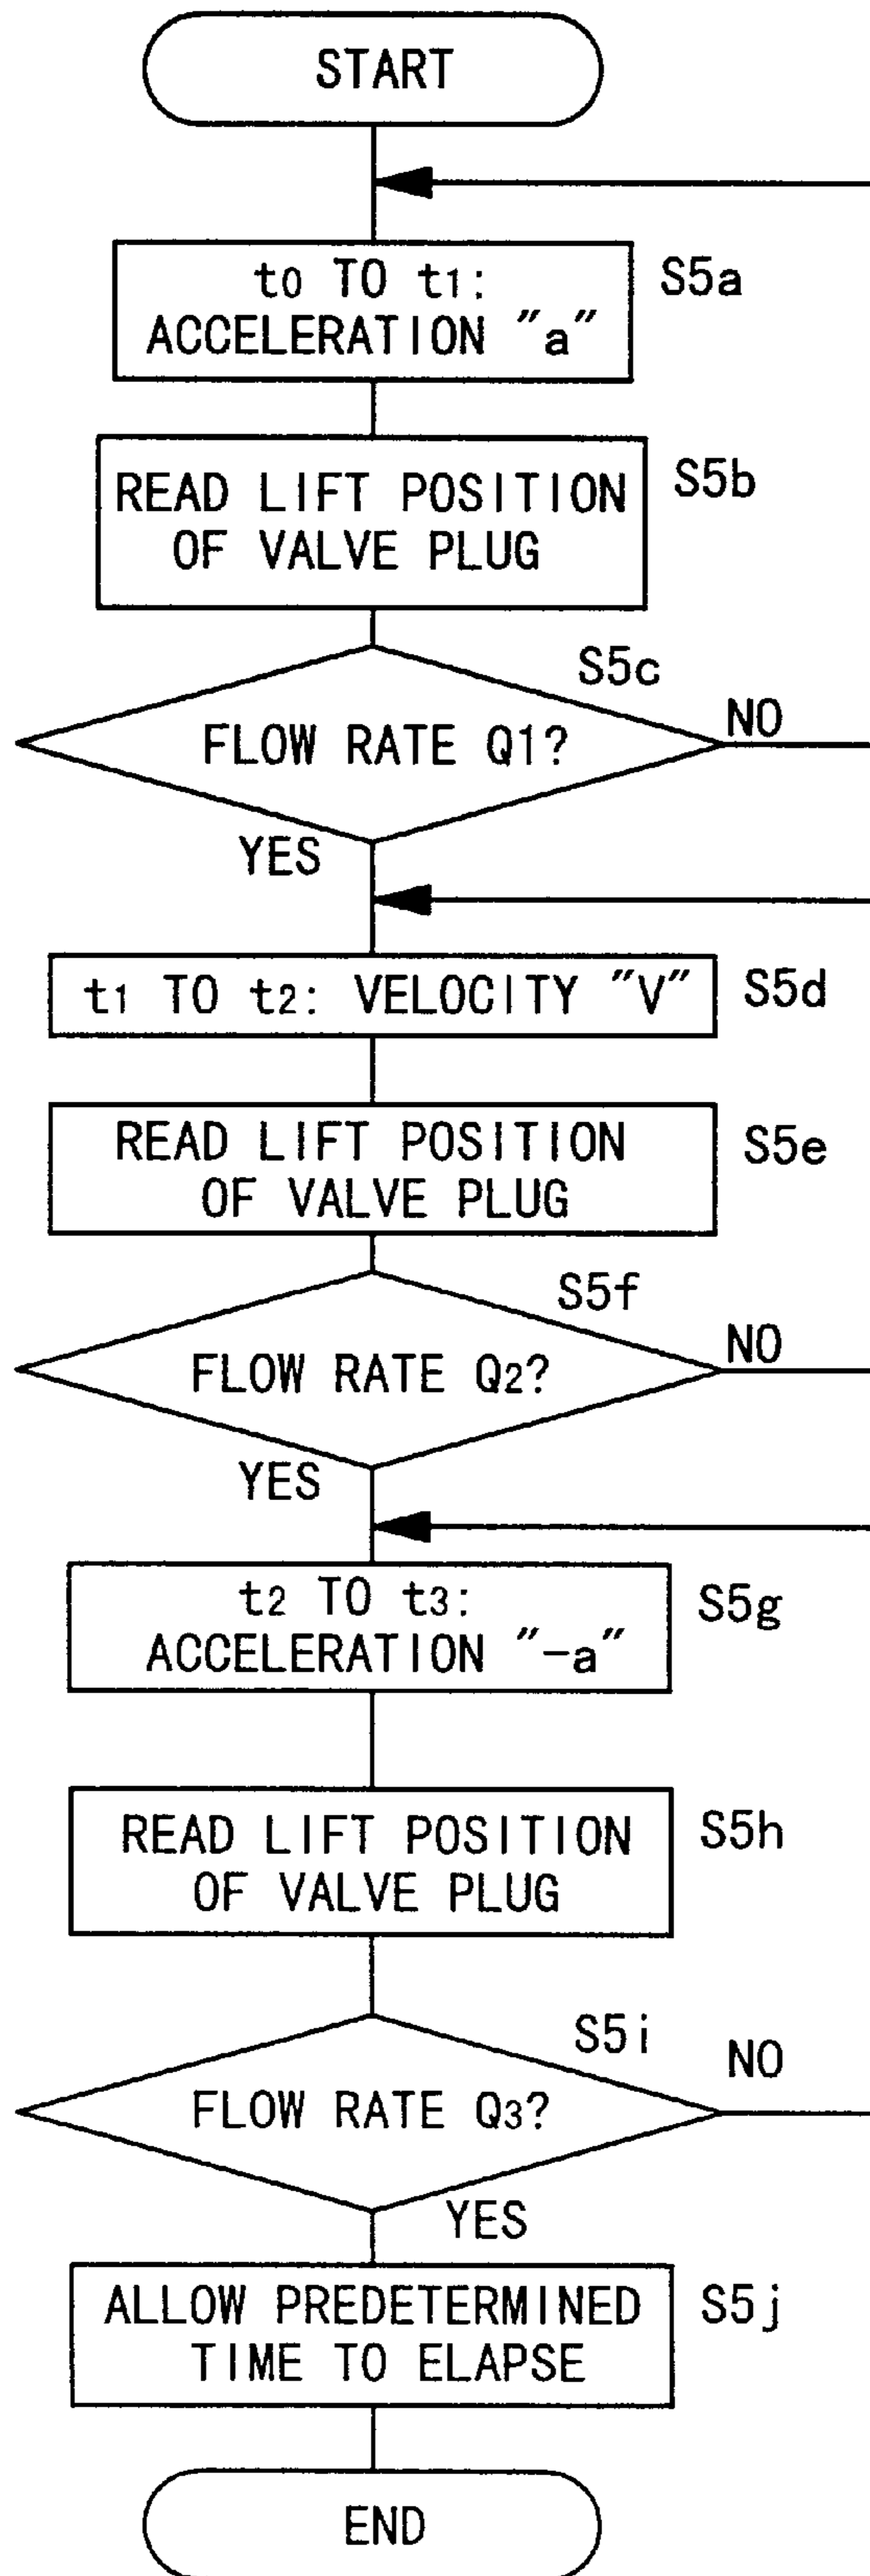 START
t0 TO t1:
ACCELERATION "a"
S5a
READ LIFT POSITION
OF VALVE PLUG
S5b
S5c
FLOW RATE Q1?
NO
YES
t1 TO t2: VELOCITY "V"
S5d
READ LIFT POSITION
OF VALVE PLUG
S5e
S5f
FLOW RATE Q2?
NO
YES
t2 TO t3:
ACCELERATION "-a"
S5g
READ LIFT POSITION
OF VALVE PLUG
S5h
S5i
FLOW RATE Q3?
NO
YES
ALLOW PREDETERMINED
TIME TO ELAPSE
S5j
END